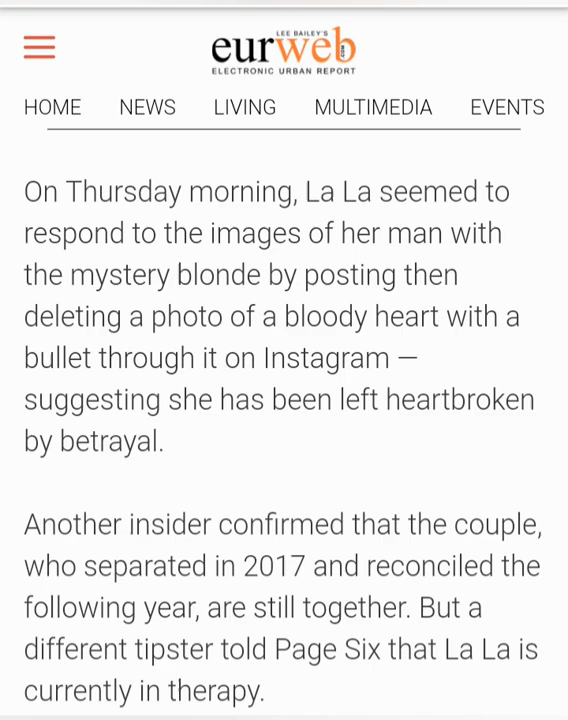 LEE BAILEY'S
eurweb.com
ELECTRONIC URBAN REPORT
HOME NEWS LIVING MULTIMEDIA EVENTS
On Thursday morning, La La seemed to
respond to the images of her man with
the mystery blonde by posting then
deleting a photo of a bloody heart with a
bullet through it on Instagram —
suggesting she has been left heartbroken
by betrayal.
Another insider confirmed that the couple,
who separated in 2017 and reconciled the
following year, are still together. But a
different tipster told Page Six that La La is
currently in therapy.